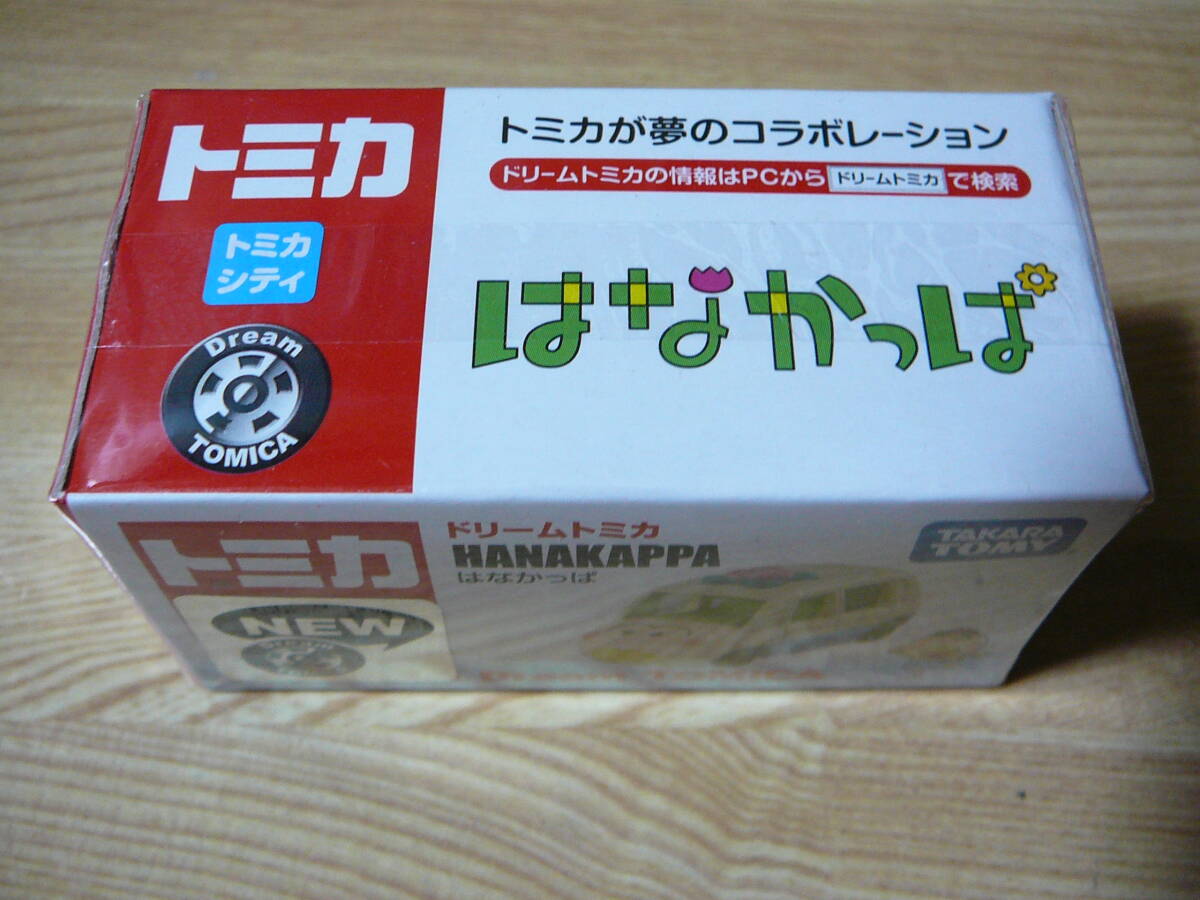 トミカ
トミカ
シティ
Dream
TOMICA
トミカが夢のコラボレーション
ドリームトミカの情報はPCから ドリームトミカ で検索
はなかっぱ
トミカ
NEW
ドリームトミカ
HANAKAPPA
はなかっぱ
TAKARA
TOMY
Dream Tomica